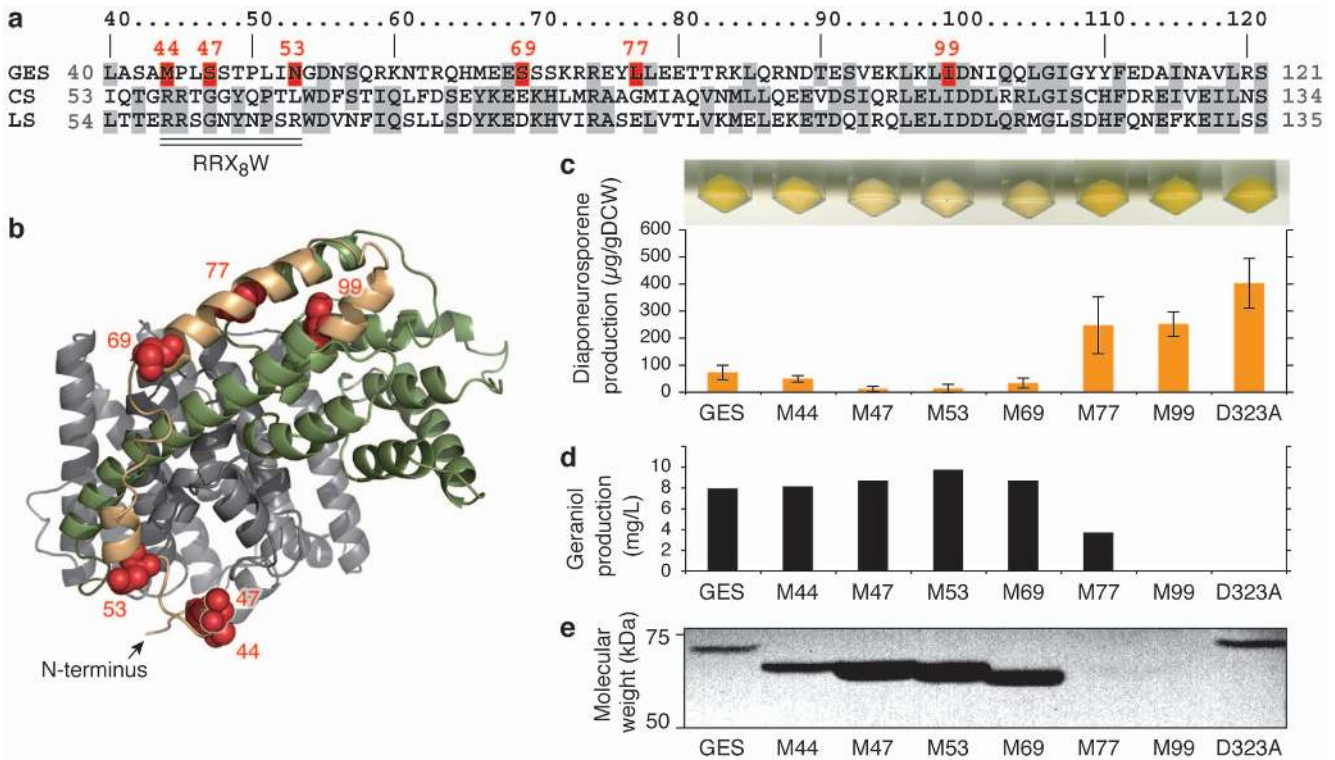 a
40.........50.........60.........70.........80.........90........100.......110.......120
44 47 53 69 77 99
GES 40 LASAMPLSSTPLINGDNSQRKNTRQHMEESSSKRREYLLEETTRKLQRNDTESVEKLKLIDNIQQLGIGYYFEDAINAVLRS 121
CS 53 IQTGRRTGGYQPTLWDFSTIQLFDSEYKEEKHLMRAAGMIAQVNMLLQEEVDSIQRLELIDDLRRLGISCHFDREIVEILNS 134
LS 54 LTTERRSGNYNPSRWDVNFIQSLLSDYKEDKHVIRASELVTLVKMELEKETDQIRQLELIDDLQRMGLSDHFQNEFKEILSS 135
RRX8W
b
77
99
69
53
47
44
N-terminus
c
Diaponeurosporene
production (µg/gDCW)
600
500
400
300
200
100
0
GES M44 M47 M53 M69 M77 M99 D323A
d
Geraniol
production
(mg/L)
10
8
6
4
2
0
GES M44 M47 M53 M69 M77 M99 D323A
e
Molecular
weight (kDa)
75
50
GES M44 M47 M53 M69 M77 M99 D323A